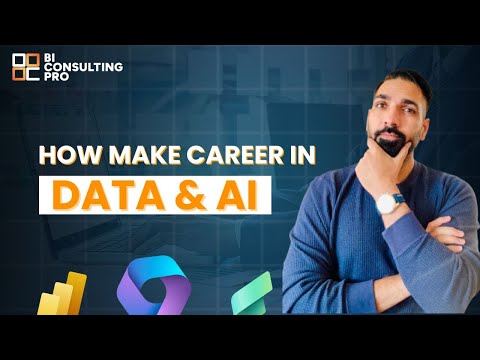 BI
CONSULTING
PRO
HOW MAKE CAREER IN
DATA & AI